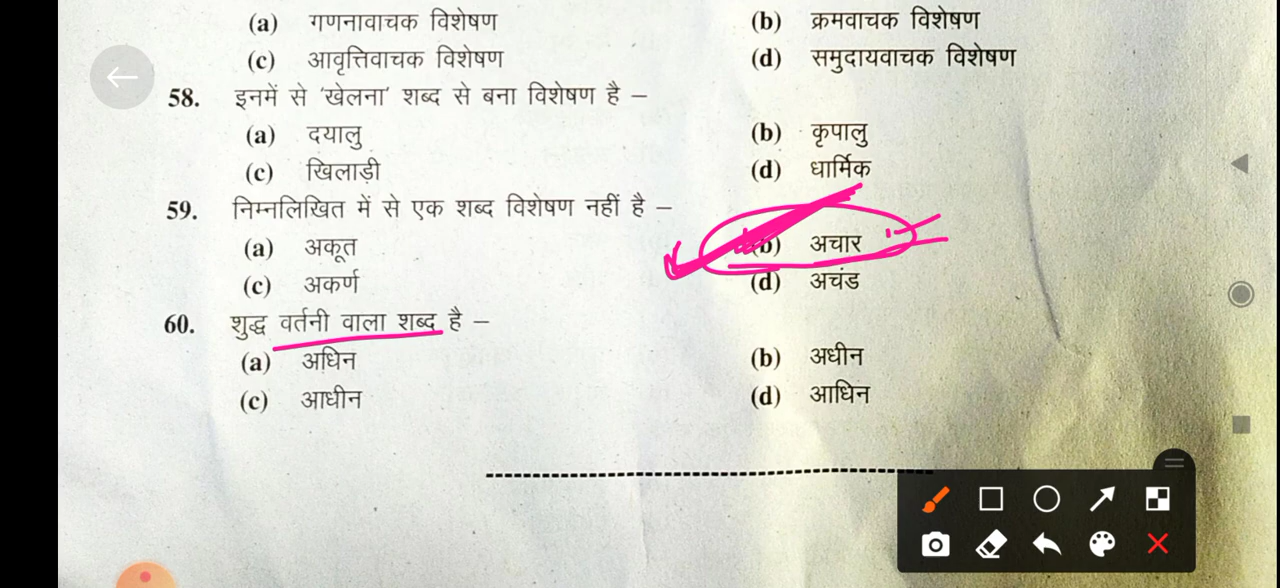 (a) गणनावाचक विशेषण (b) क्रमवाचक विशेषण
(c) आवृत्तिवाचक विशेषण (d) समुदायवाचक विशेषण
58. इनमें से 'खेलना' शब्द से बना विशेषण है –
(a) दयालु (b) कृपालु
(c) खिलाड़ी (d) धार्मिक
59. निम्नलिखित में से एक शब्द विशेषण नहीं है –
(a) अकूत (b) अचार
(c) अकर्ण (d) अचंड
60. शुद्ध वर्तनी वाला शब्द है –
(a) अधिन (b) अधीन
(c) आधीन (d) आधिन